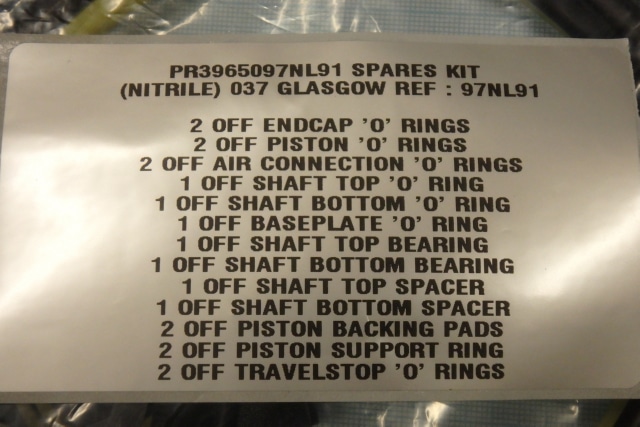 PR3965097NL91 SPARES KIT
(NITRILE) 037 GLASGOW REF : 97NL91
2 OFF ENDCAP 'O' RINGS
2 OFF PISTON 'O' RINGS
2 OFF AIR CONNECTION 'O' RINGS
1 OFF SHAFT TOP 'O' RING
1 OFF SHAFT BOTTOM 'O' RING
1 OFF BASEPLATE 'O' RING
1 OFF SHAFT TOP BEARING
1 OFF SHAFT BOTTOM BEARING
1 OFF SHAFT TOP SPACER
1 OFF SHAFT BOTTOM SPACER
2 OFF PISTON BACKING PADS
2 OFF PISTON SUPPORT RING
2 OFF TRAVELSTOP 'O' RINGS